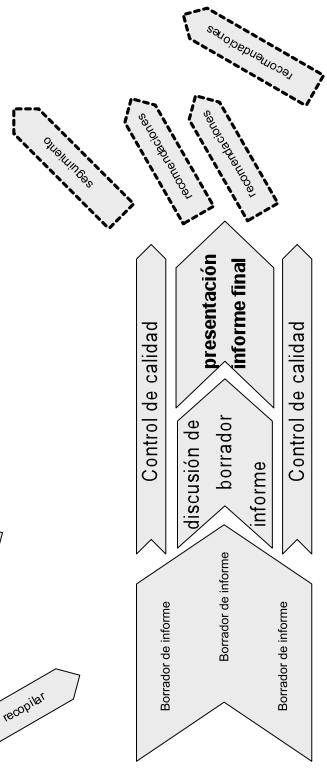 recomendaciones
seguimiento
recomendaciones
recomendaciones
Control de calidad
presentación
informe final
Control de calidad
discusión de
borrador
informe
Borrador de informe
Borrador de informe
Borrador de informe
recopilar